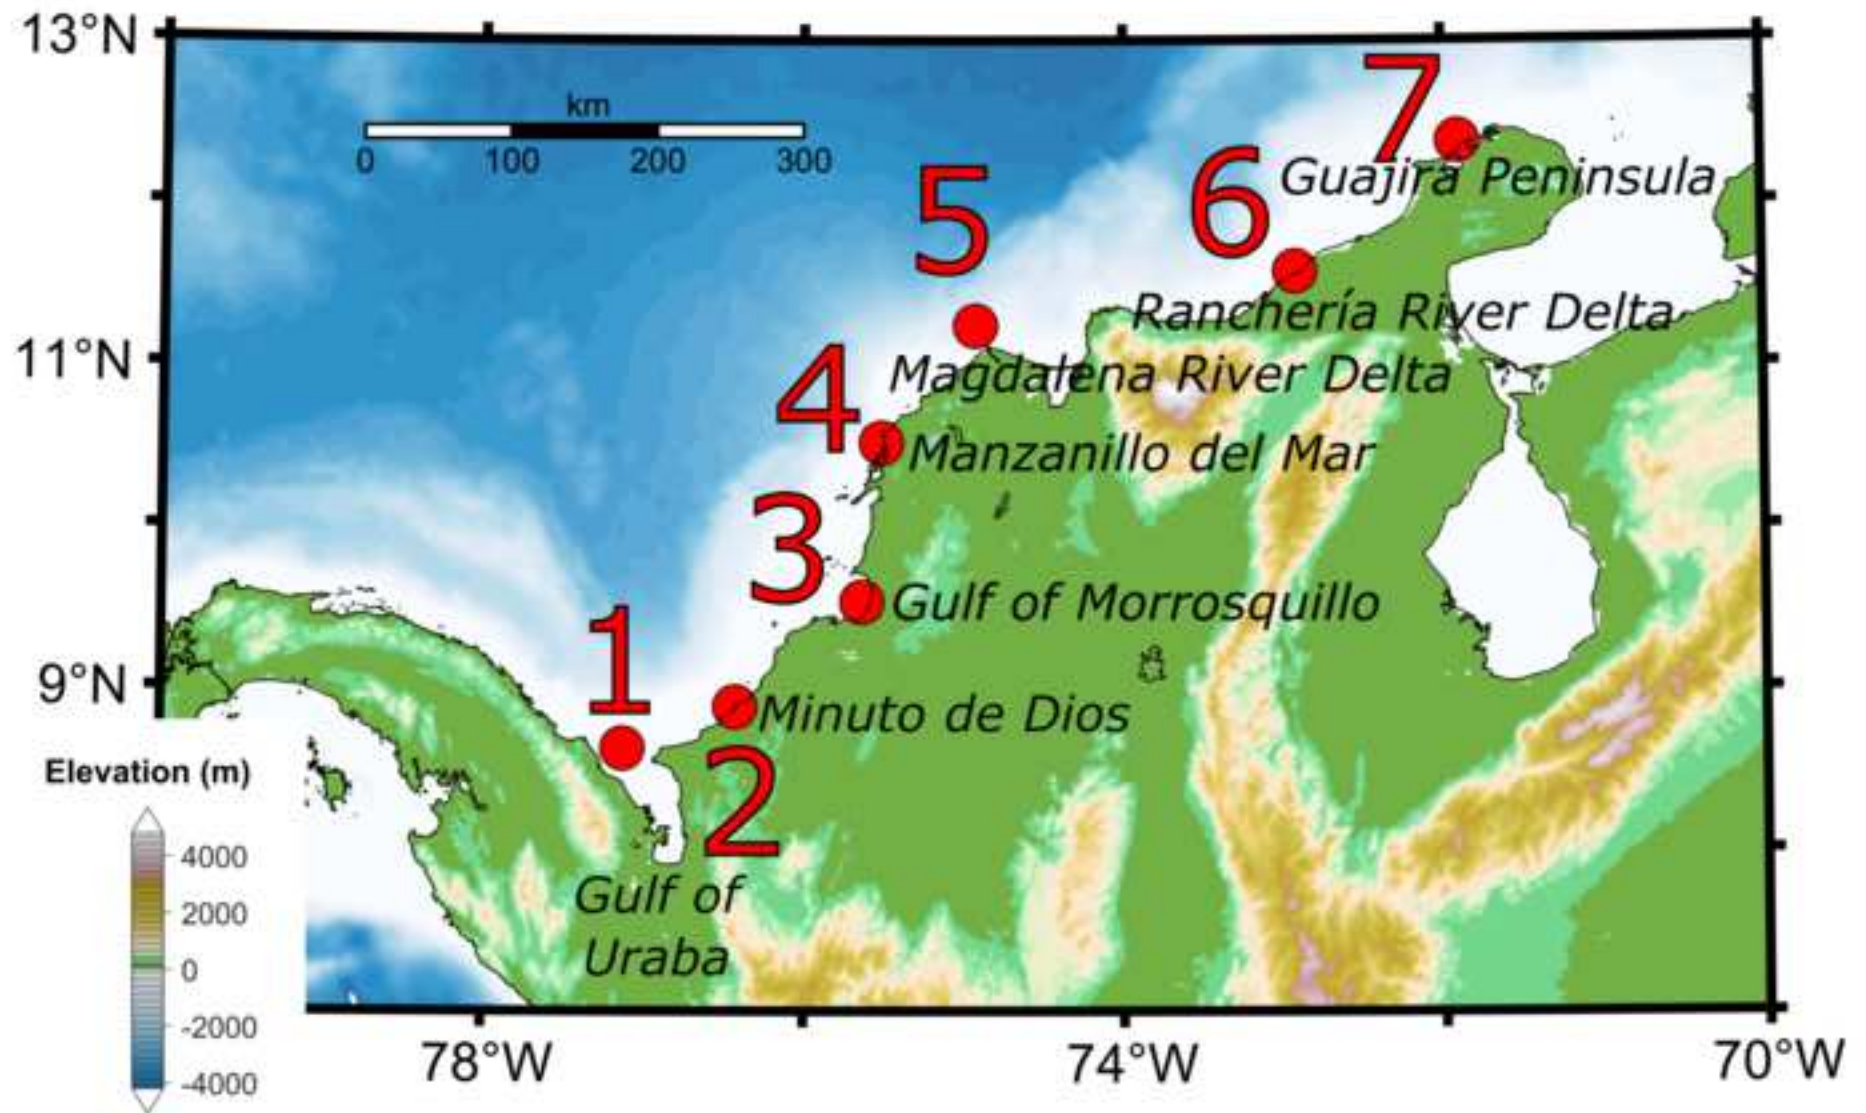 13°N
km
0 100 200 300
7
Guajira Peninsula
6
5
Ranchería River Delta
11°N
Magdalena River Delta
4
Manzanillo del Mar
3
Gulf of Morrosquillo
1
9°N
Minuto de Dios
2
Elevation (m)
4000
2000
0
-2000
-4000
Gulf of
Uraba
78°W 74°W 70°W